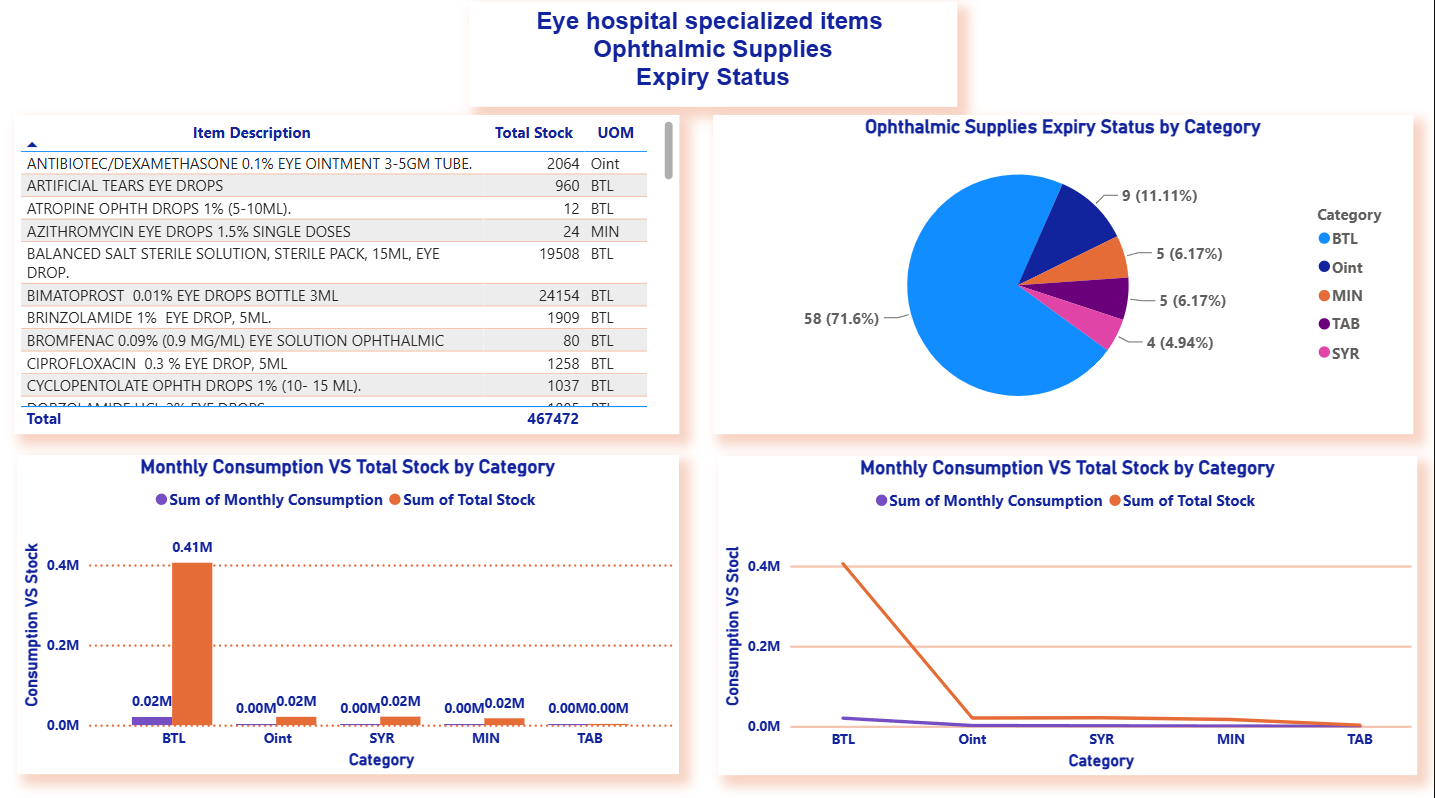 Eye hospital specialized items
Ophthalmic Supplies
Expiry Status
Item Description Total Stock UOM
ANTIBIOTEC/DEXAMETHASONE 0.1% EYE OINTMENT 3-5GM TUBE. 2064 Oint
ARTIFICIAL TEARS EYE DROPS 960 BTL
ATROPINE OPHTH DROPS 1% (5-10ML). 12 BTL
AZITHROMYCIN EYE DROPS 1.5% SINGLE DOSES 24 MIN
BALANCED SALT STERILE SOLUTION, STERILE PACK, 15ML, EYE 19508 BTL
DROP.
BIMATOPROST 0.01% EYE DROPS BOTTLE 3ML 24154 BTL
BRINZOLAMIDE 1% EYE DROP, 5ML. 1909 BTL
BROMFENAC 0.09% (0.9 MG/ML) EYE SOLUTION OPHTHALMIC 80 BTL
CIPROFLOXACIN 0.3 % EYE DROP, 5ML 1258 BTL
CYCLOPENTOLATE OPHTH DROPS 1% (10- 15 ML). 1037 BTL
Total 467472
Ophthalmic Supplies Expiry Status by Category
9 (11.11%)
5 (6.17%)
5 (6.17%)
4 (4.94%)
58 (71.6%)
Category
BTL
Oint
MIN
TAB
SYR
Monthly Consumption VS Total Stock by Category
Sum of Monthly Consumption Sum of Total Stock
Consumption VS Stock
0.4M
0.2M
0.0M
0.41M
0.02M
0.00M 0.02M
0.00M 0.02M
0.00M 0.02M
0.00M 0.00M
BTL Oint SYR MIN TAB
Category
Monthly Consumption VS Total Stock by Category
Sum of Monthly Consumption Sum of Total Stock
Consumption VS Stocl
0.4M
0.2M
0.0M
BTL Oint SYR MIN TAB
Category